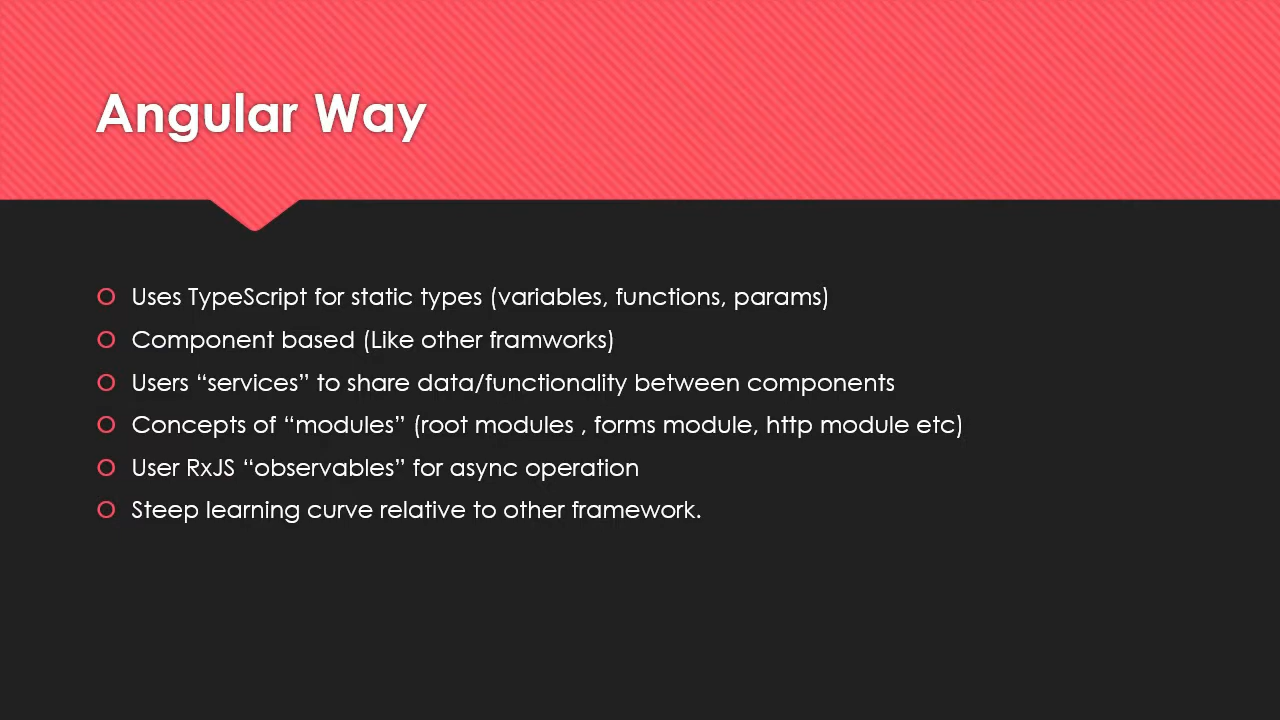 Angular Way
Uses TypeScript for static types (variables, functions, params)
Component based (Like other framworks)
Users “services” to share data/functionality between components
Concepts of “modules” (root modules , forms module, http module etc)
User RxJS “observables” for async operation
Steep learning curve relative to other framework.